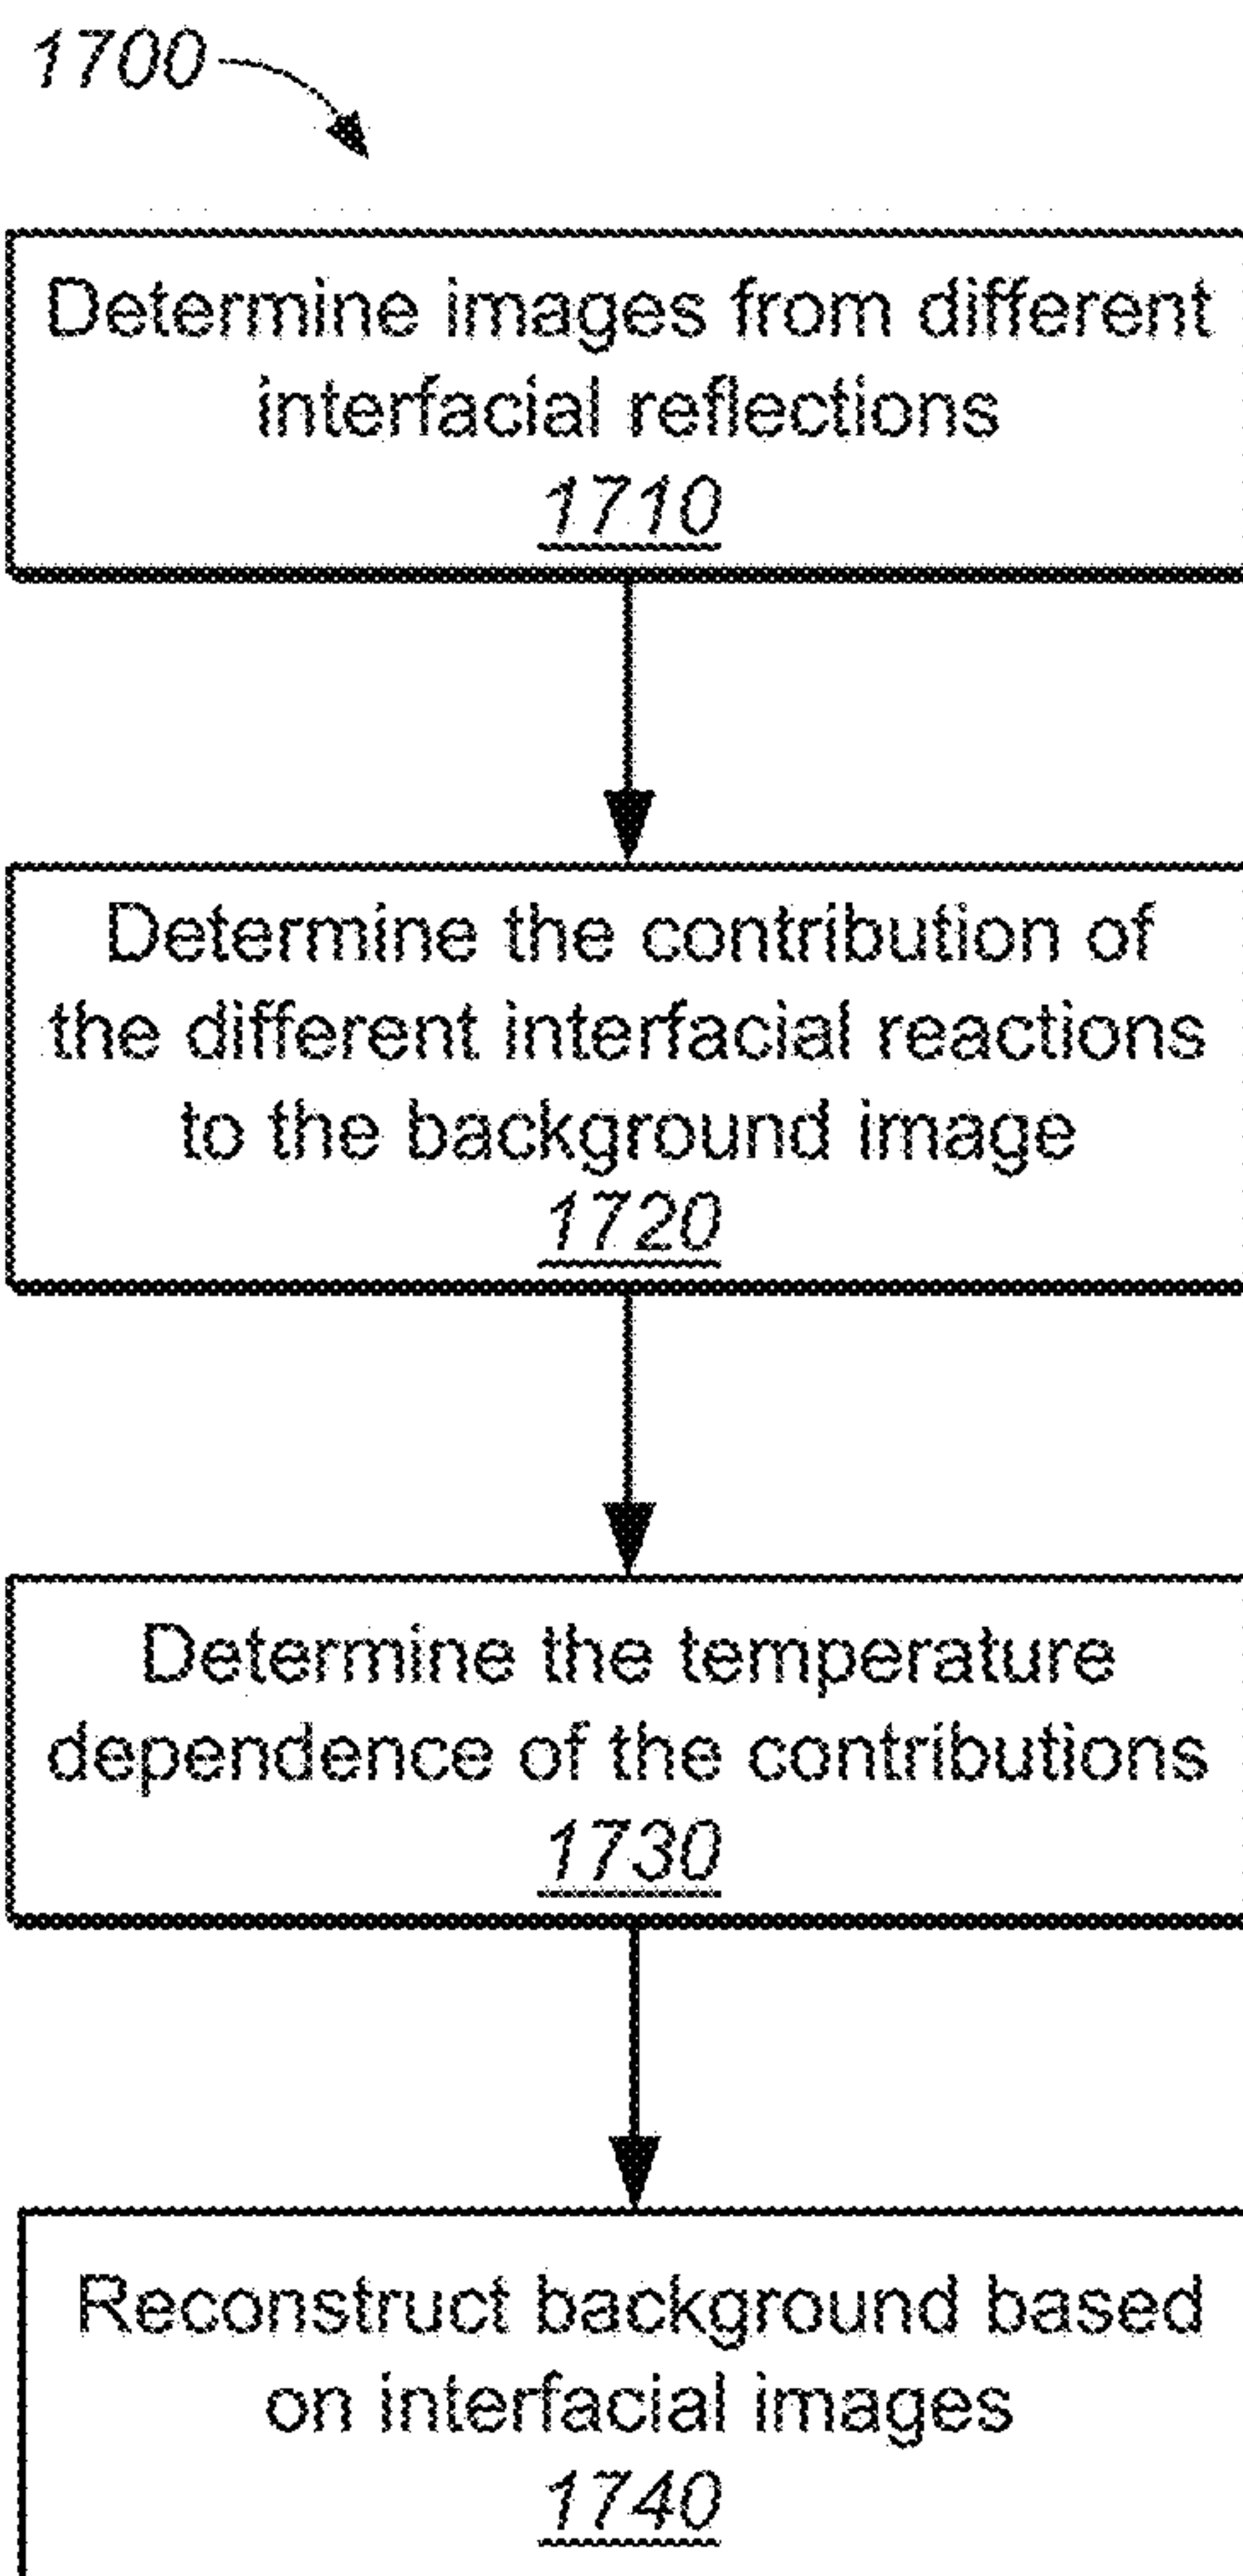 1700
Determine images from different
interfacial reflections
1710
Determine the contribution of
the different interfacial reactions
to the background image
1720
Determine the temperature
dependence of the contributions
1730
Reconstruct background based
on interfacial images
1740